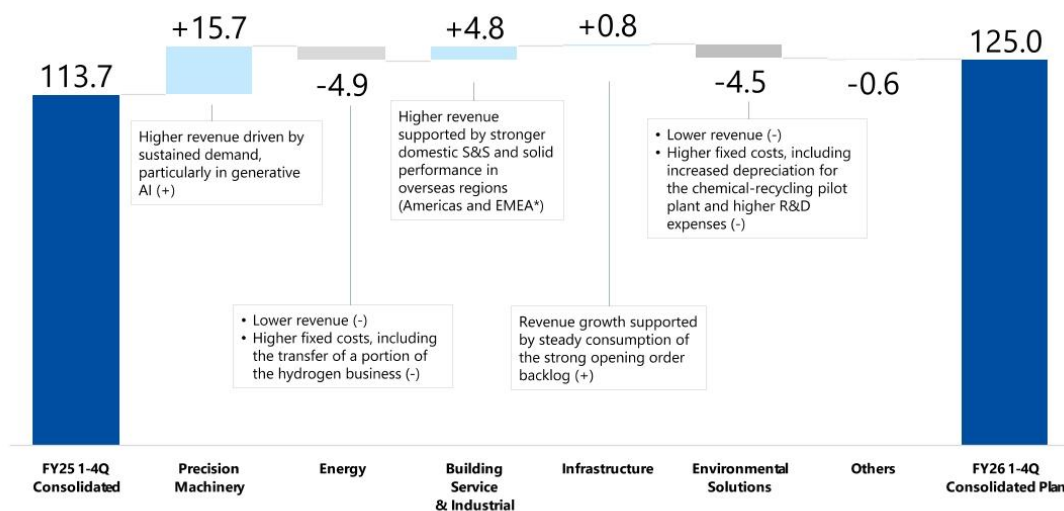 113.7
+15.7
-4.9
+4.8
+0.8
-4.5
-0.6
125.0
Higher revenue driven by
sustained demand,
particularly in generative
AI (+)
• Lower revenue (-)
• Higher fixed costs, including
the transfer of a portion of
the hydrogen business (-)
Higher revenue
supported by stronger
domestic S&S and solid
performance in
overseas regions
(Americas and EMEA*)
Revenue growth supported
by steady consumption of
the strong opening order
backlog (+)
• Lower revenue (-)
• Higher fixed costs, including
increased depreciation for
the chemical-recycling pilot
plant and higher R&D
expenses (-)
FY25 1-4Q
Consolidated
Precision
Machinery
Energy
Building
Service
& Industrial
Infrastructure
Environmental
Solutions
Others
FY26 1-4Q
Consolidated Plan